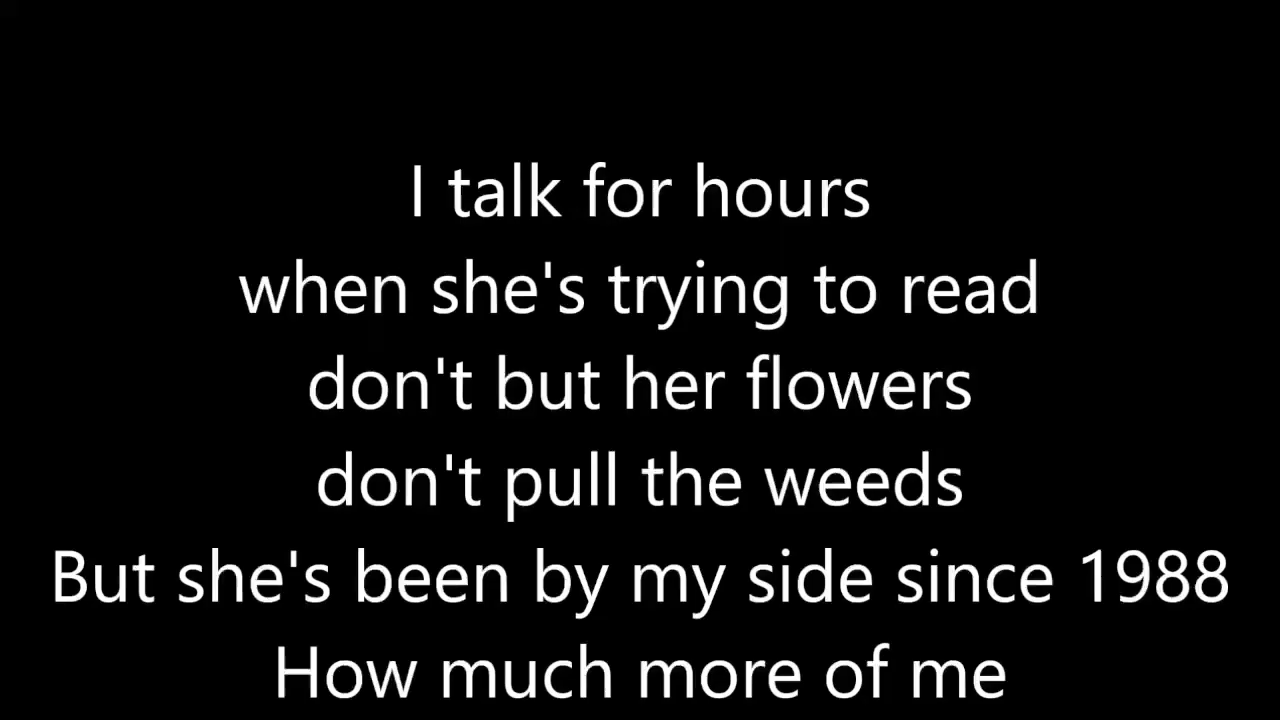 I talk for hours
when she's trying to read
don't but her flowers
don't pull the weeds
But she's been by my side since 1988
How much more of me